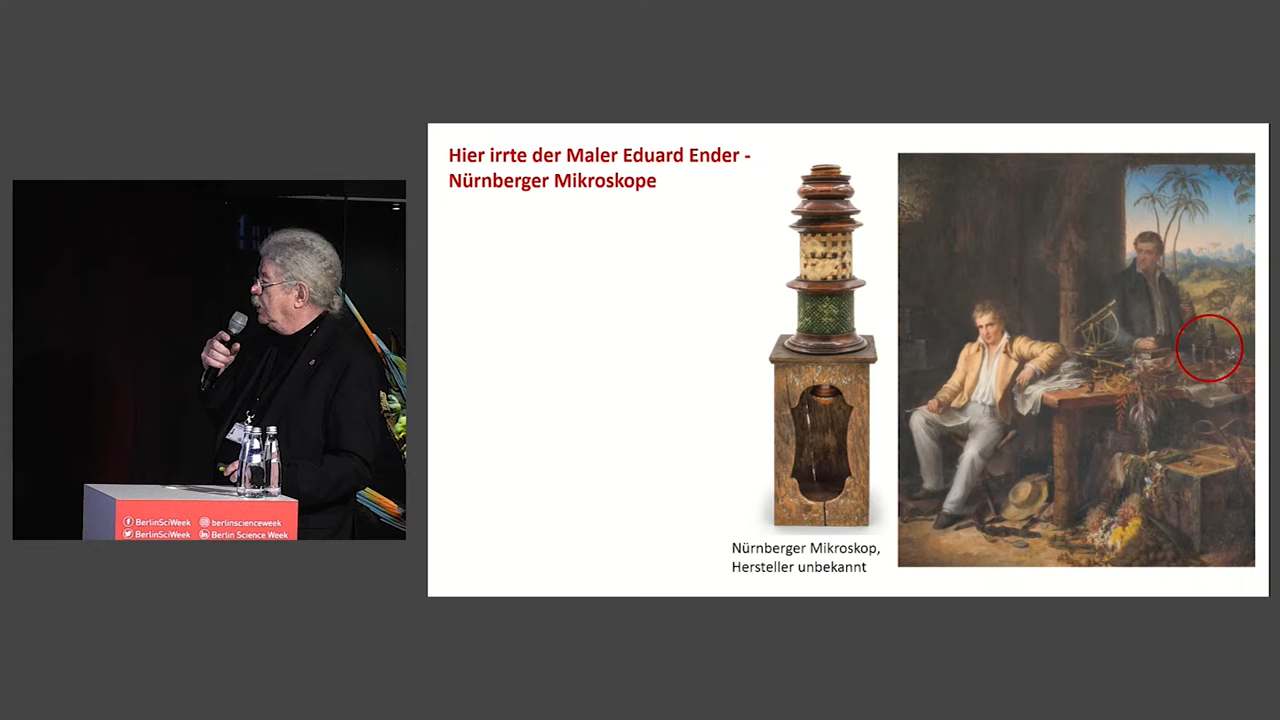 Hier irrte der Maler Eduard Ender -
Nürnberger Mikroskope
Nürnberger Mikroskop,
Hersteller unbekannt
BerlinSciWeek
berlinscienceweek
BerlinSciWeek
Berlin Science Week